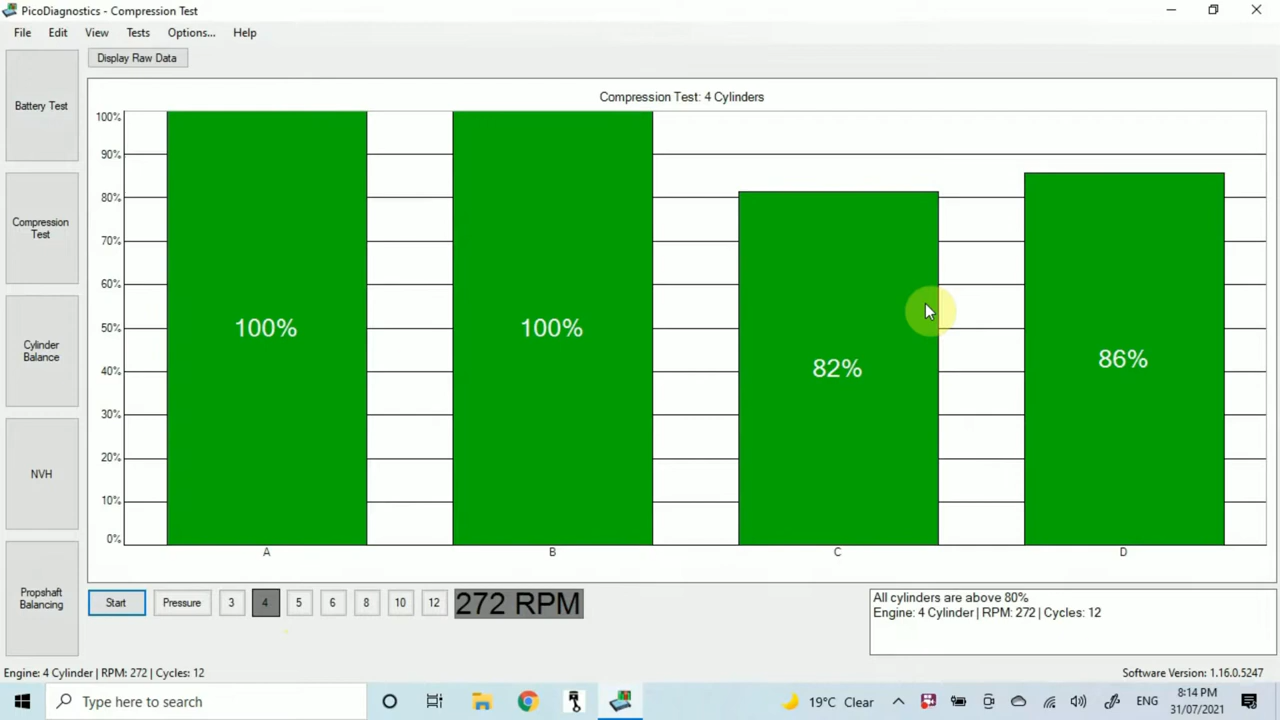 PicoDiagnostics - Compression Test
File Edit View Tests Options... Help
Display Raw Data
Battery Test
Compression
Test
Cylinder
Balance
NVH
Propshaft
Balancing
Compression Test: 4 Cylinders
100%
90%
80%
70%
60%
50%
40%
30%
20%
10%
0%
100%
100%
82%
86%
A B C D
Start Pressure 3 4 5 6 8 10 12 272 RPM
All cylinders are above 80%
Engine: 4 Cylinder | RPM: 272 | Cycles: 12
Engine: 4 Cylinder | RPM: 272 | Cycles: 12
Software Version: 1.16.0.5247
Type here to search
19°C Clear
ENG
8:14 PM
31/07/2021